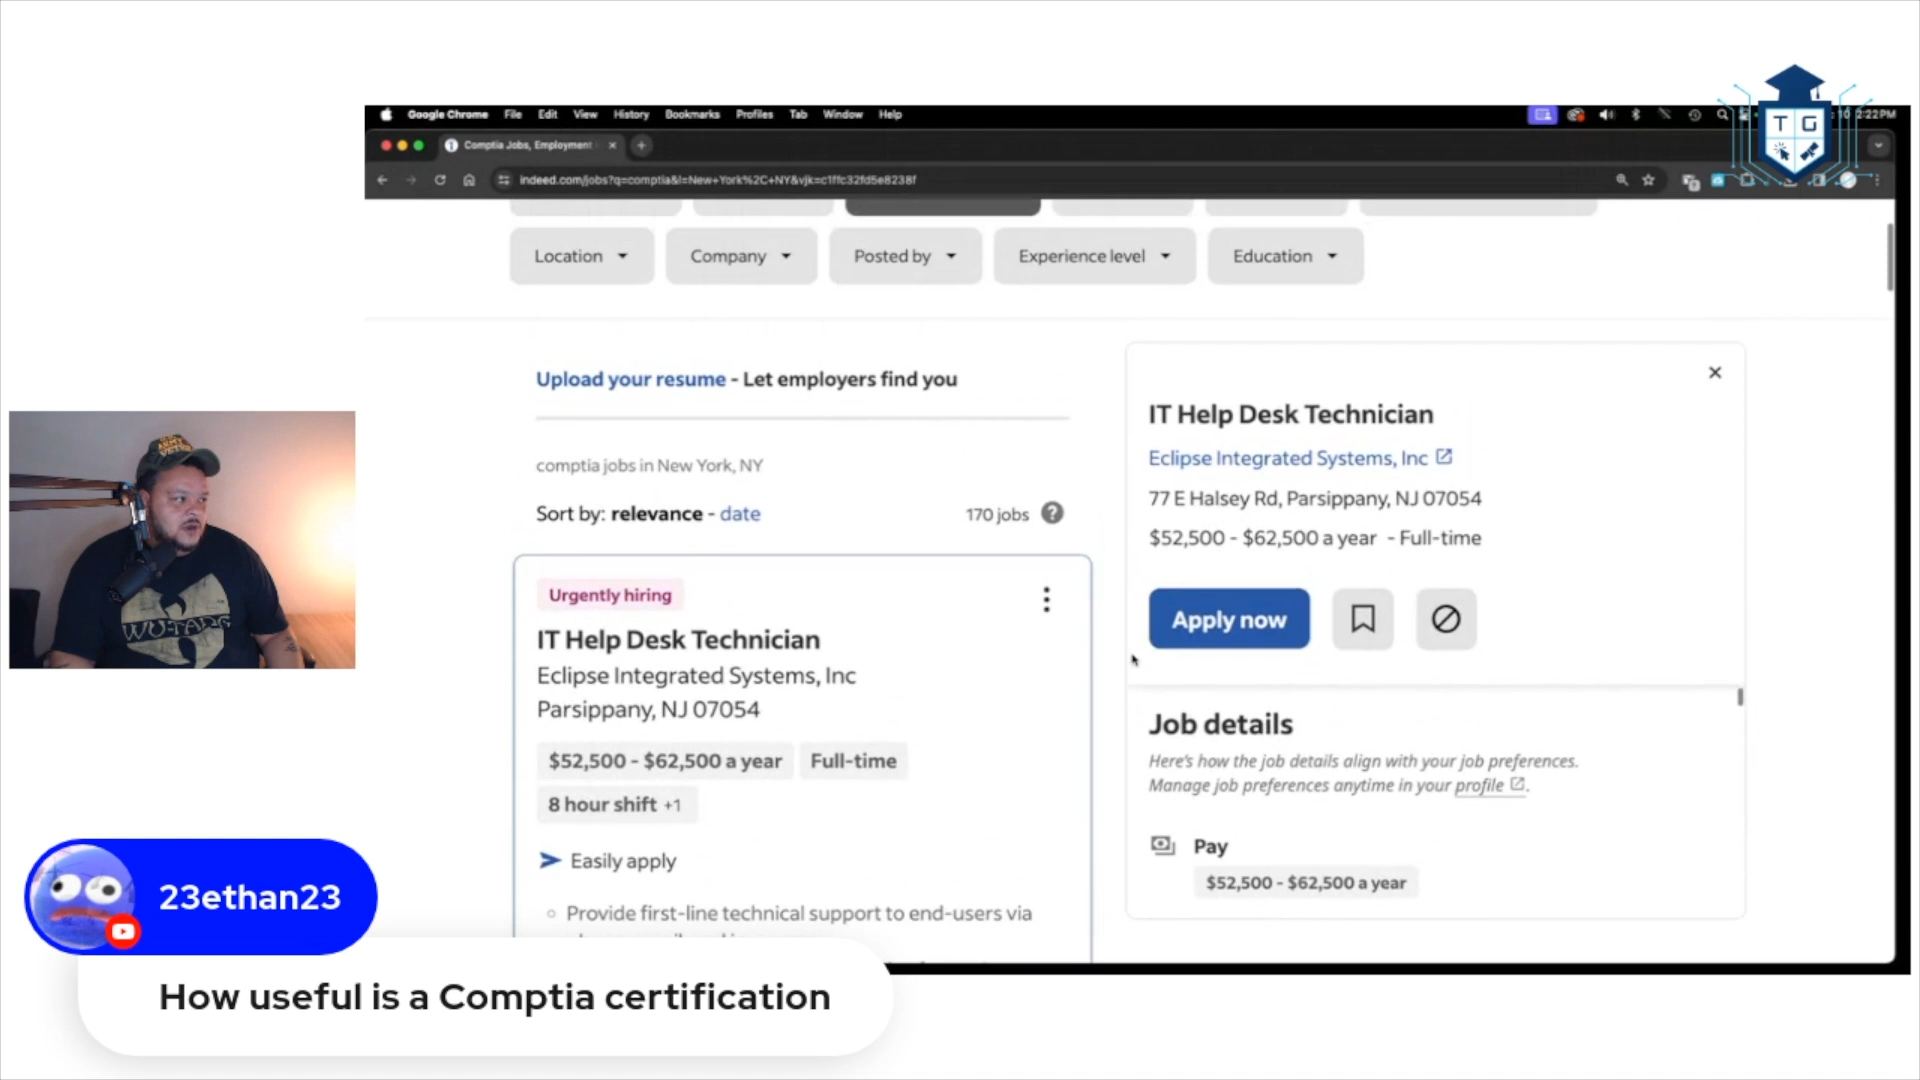 Google Chrome File Edit View History Bookmarks Profiles Tab Window Help
2:22PM
Comptia Jobs, Employment
indeed.com/jobs?q=comptia&l=New+York%2C+NY&vjk=c1ffc32fd5e8238f
T G
Location
Company
Posted by
Experience level
Education
Upload your resume - Let employers find you
comptia jobs in New York, NY
Sort by: relevance - date
170 jobs
Urgently hiring
IT Help Desk Technician
Eclipse Integrated Systems, Inc
Parsippany, NJ 07054
$52,500 - $62,500 a year
Full-time
8 hour shift +1
Easily apply
Provide first-line technical support to end-users via
IT Help Desk Technician
Eclipse Integrated Systems, Inc
77 E Halsey Rd, Parsippany, NJ 07054
$52,500 - $62,500 a year - Full-time
Apply now
Job details
Here's how the job details align with your job preferences.
Manage job preferences anytime in your profile.
Pay
$52,500 - $62,500 a year
ARMY
VETERAN
WU-TANG
23ethan23
How useful is a Comptia certification